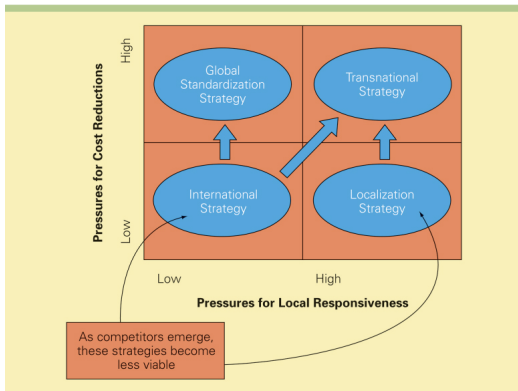 Pressures for Cost Reductions
High
Low
Global
Standardization
Strategy
Transnational
Strategy
International
Strategy
Localization
Strategy
Low
High
Pressures for Local Responsiveness
As competitors emerge,
these strategies become
less viable